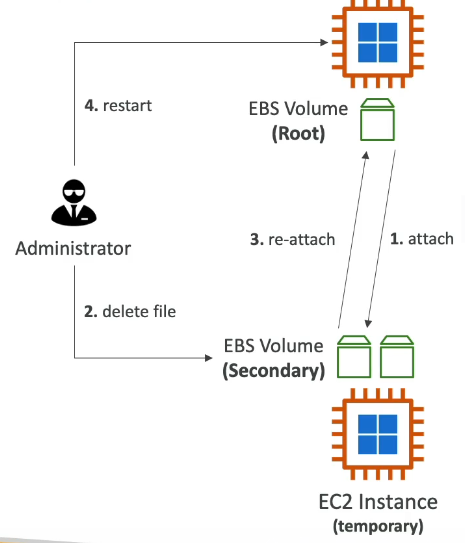 4. restart
EBS Volume
(Root)
Administrator
3. re-attach
1. attach
2. delete file
EBS Volume
(Secondary)
EC2 Instance
(temporary)